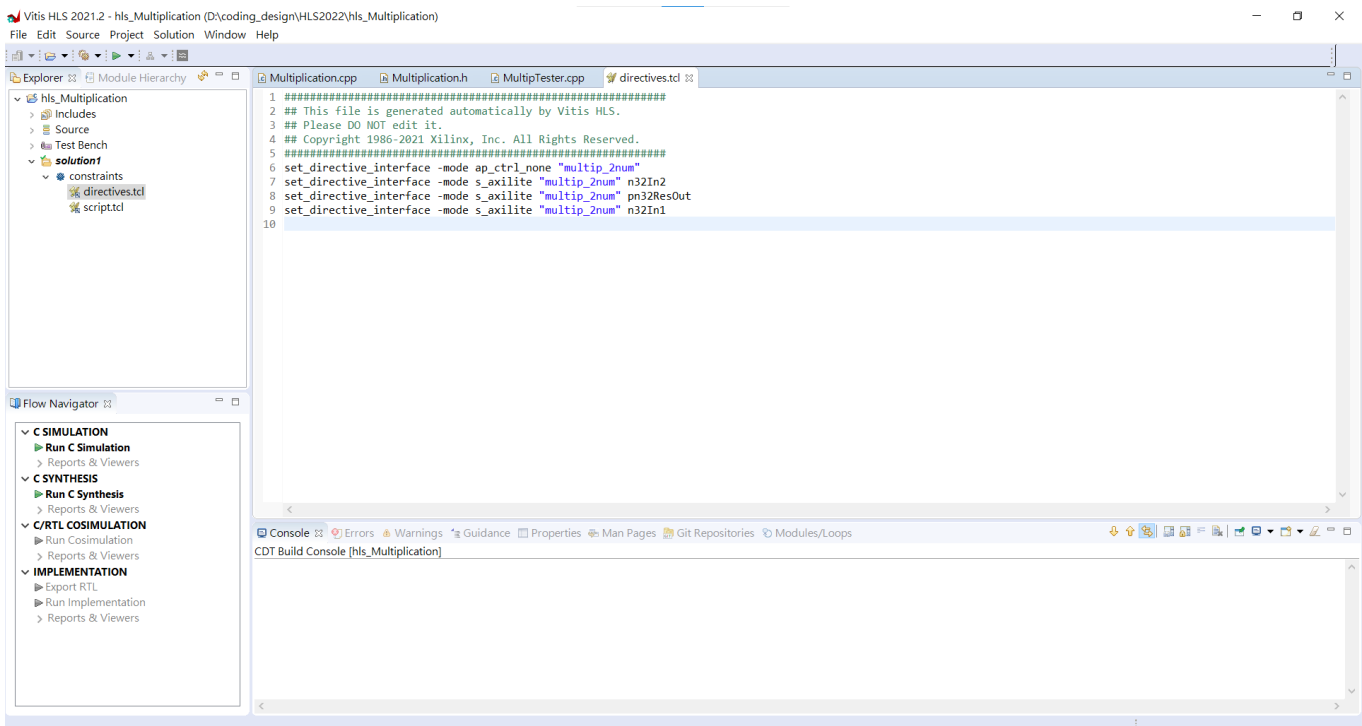 Vitis HLS 2021.2 - hls_Multiplication (D:\coding_design\HLS2022\hls_Multiplication)
File Edit Source Project Solution Window Help
Explorer Module Hierarchy
hls_Multiplication
Includes
Source
Test Bench
solution1
constraints
directives.tcl
script.tcl
Multiplication.cpp Multiplication.h MultipTester.cpp directives.tcl
1 ############################################################
2 ## This file is generated automatically by Vitis HLS.
3 ## Please DO NOT edit it.
4 ## Copyright 1986-2021 Xilinx, Inc. All Rights Reserved.
5 ############################################################
6 set_directive_interface -mode ap_ctrl_none "multip_2num"
7 set_directive_interface -mode s_axilite "multip_2num" n32In2
8 set_directive_interface -mode s_axilite "multip_2num" pn32ResOut
9 set_directive_interface -mode s_axilite "multip_2num" n32In1
10
Flow Navigator
C SIMULATION
Run C Simulation
Reports & Viewers
C SYNTHESIS
Run C Synthesis
Reports & Viewers
C/RTL COSIMULATION
Run Cosimulation
Reports & Viewers
IMPLEMENTATION
Export RTL
Run Implementation
Reports & Viewers
Console Errors Warnings Guidance Properties Man Pages Git Repositories Modules/Loops
CDT Build Console [hls_Multiplication]